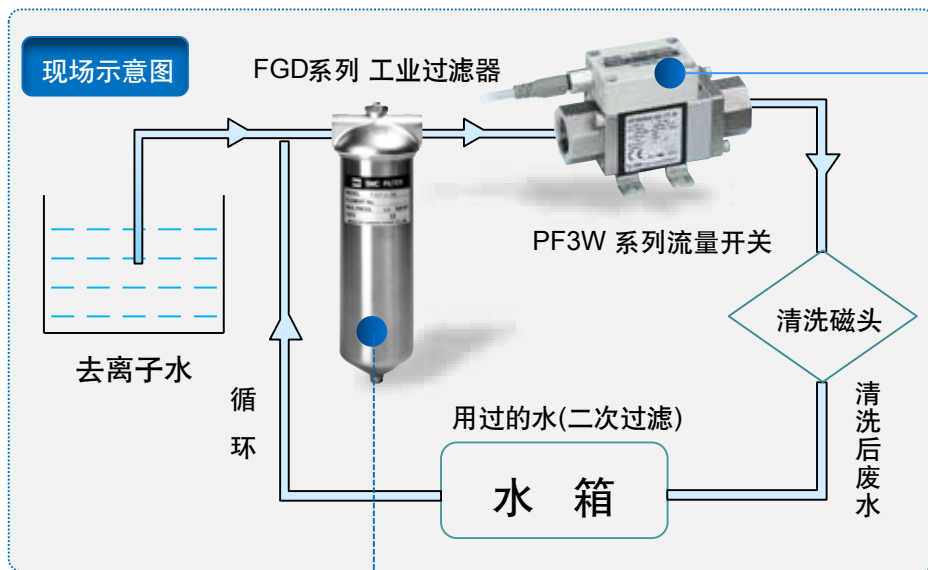 现场示意图
FGD系列 工业过滤器
SMC FILTER
PF3W 系列流量开关
清洗磁头
去离子水
循环
用过的水(二次过滤)
水 箱
清洗后废水